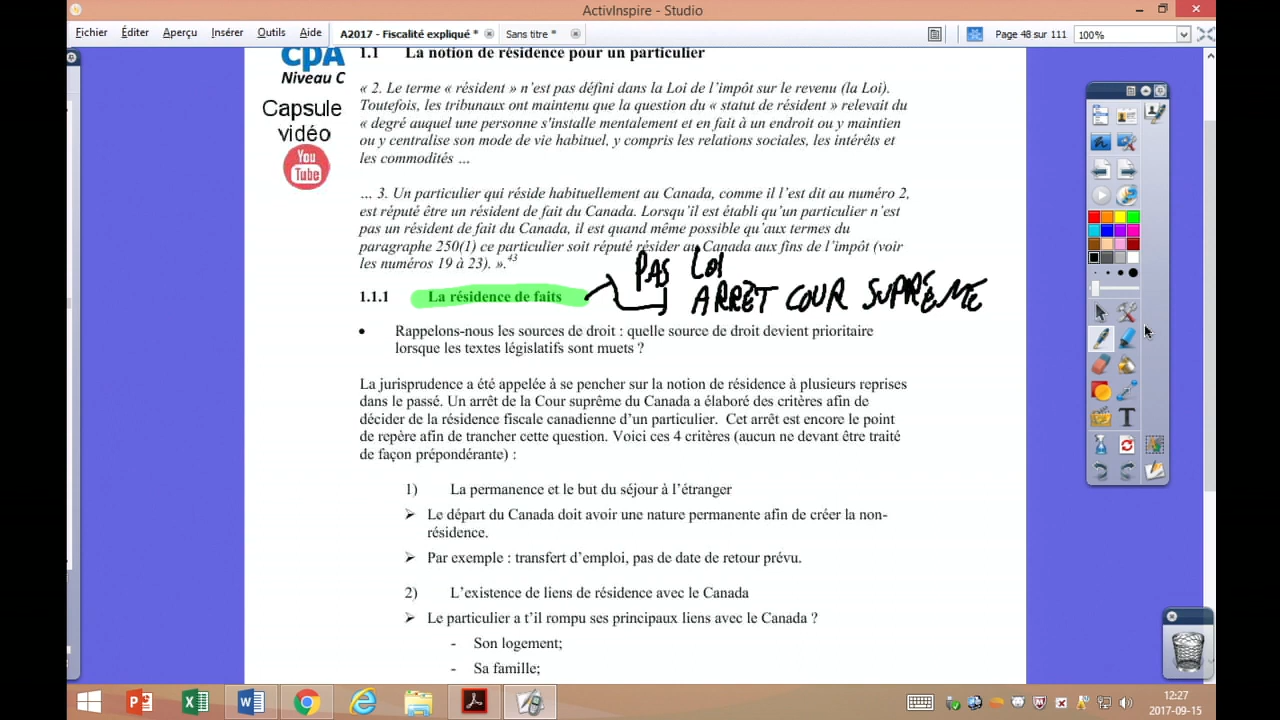 ActivInspire - Studio
Fichier Éditer Aperçu Insérer Outils Aide A2017 - Fiscalité expliqué * Sans titre * Page 48 sur 111 100%
CPA
Niveau C
Capsule
vidéo
You
Tube
1.1 La notion de résidence pour un particulier
« 2. Le terme « résident » n'est pas défini dans la Loi de l'impôt sur le revenu (la Loi).
Toutefois, les tribunaux ont maintenu que la question du « statut de résident » relevait du
« degré auquel une personne s'installe mentalement et en fait à un endroit ou y maintien
ou y centralise son mode de vie habituel, y compris les relations sociales, les intérêts et
les commodités …
… 3. Un particulier qui réside habituellement au Canada, comme il l'est dit au numéro 2,
est réputé être un résident de fait du Canada. Lorsqu'il est établi qu'un particulier n'est
pas un résident de fait du Canada, il est quand même possible qu'aux termes du
paragraphe 250(1) ce particulier soit réputé résider au Canada aux fins de l'impôt (voir
les numéros 19 à 23). ».43
PAS LOI
1.1.1 La résidence de faits
ARRÊT COUR SUPRÊME
• Rappelons-nous les sources de droit : quelle source de droit devient prioritaire
lorsque les textes législatifs sont muets ?
La jurisprudence a été appelée à se pencher sur la notion de résidence à plusieurs reprises
dans le passé. Un arrêt de la Cour suprême du Canada a élaboré des critères afin de
décider de la résidence fiscale canadienne d'un particulier. Cet arrêt est encore le point
de repère afin de trancher cette question. Voici ces 4 critères (aucun ne devant être traité
de façon prépondérante) :
1) La permanence et le but du séjour à l'étranger
➢ Le départ du Canada doit avoir une nature permanente afin de créer la non-
résidence.
➢ Par exemple : transfert d'emploi, pas de date de retour prévu.
2) L'existence de liens de résidence avec le Canada
➢ Le particulier a t'il rompu ses principaux liens avec le Canada ?
- Son logement;
- Sa famille;
12:27
2017-09-15